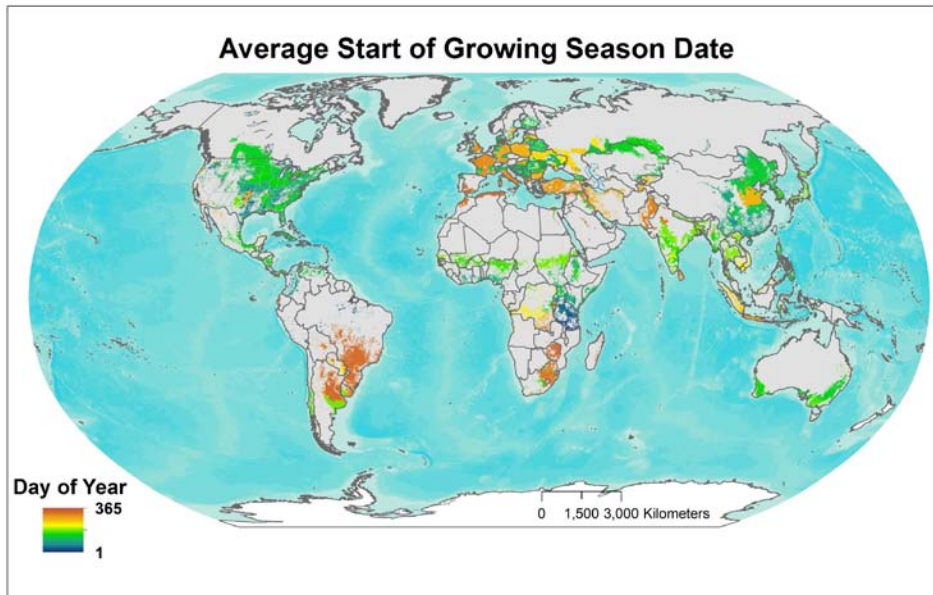 Average Start of Growing Season Date
Day of Year
365
1
0 1,500 3,000 Kilometers